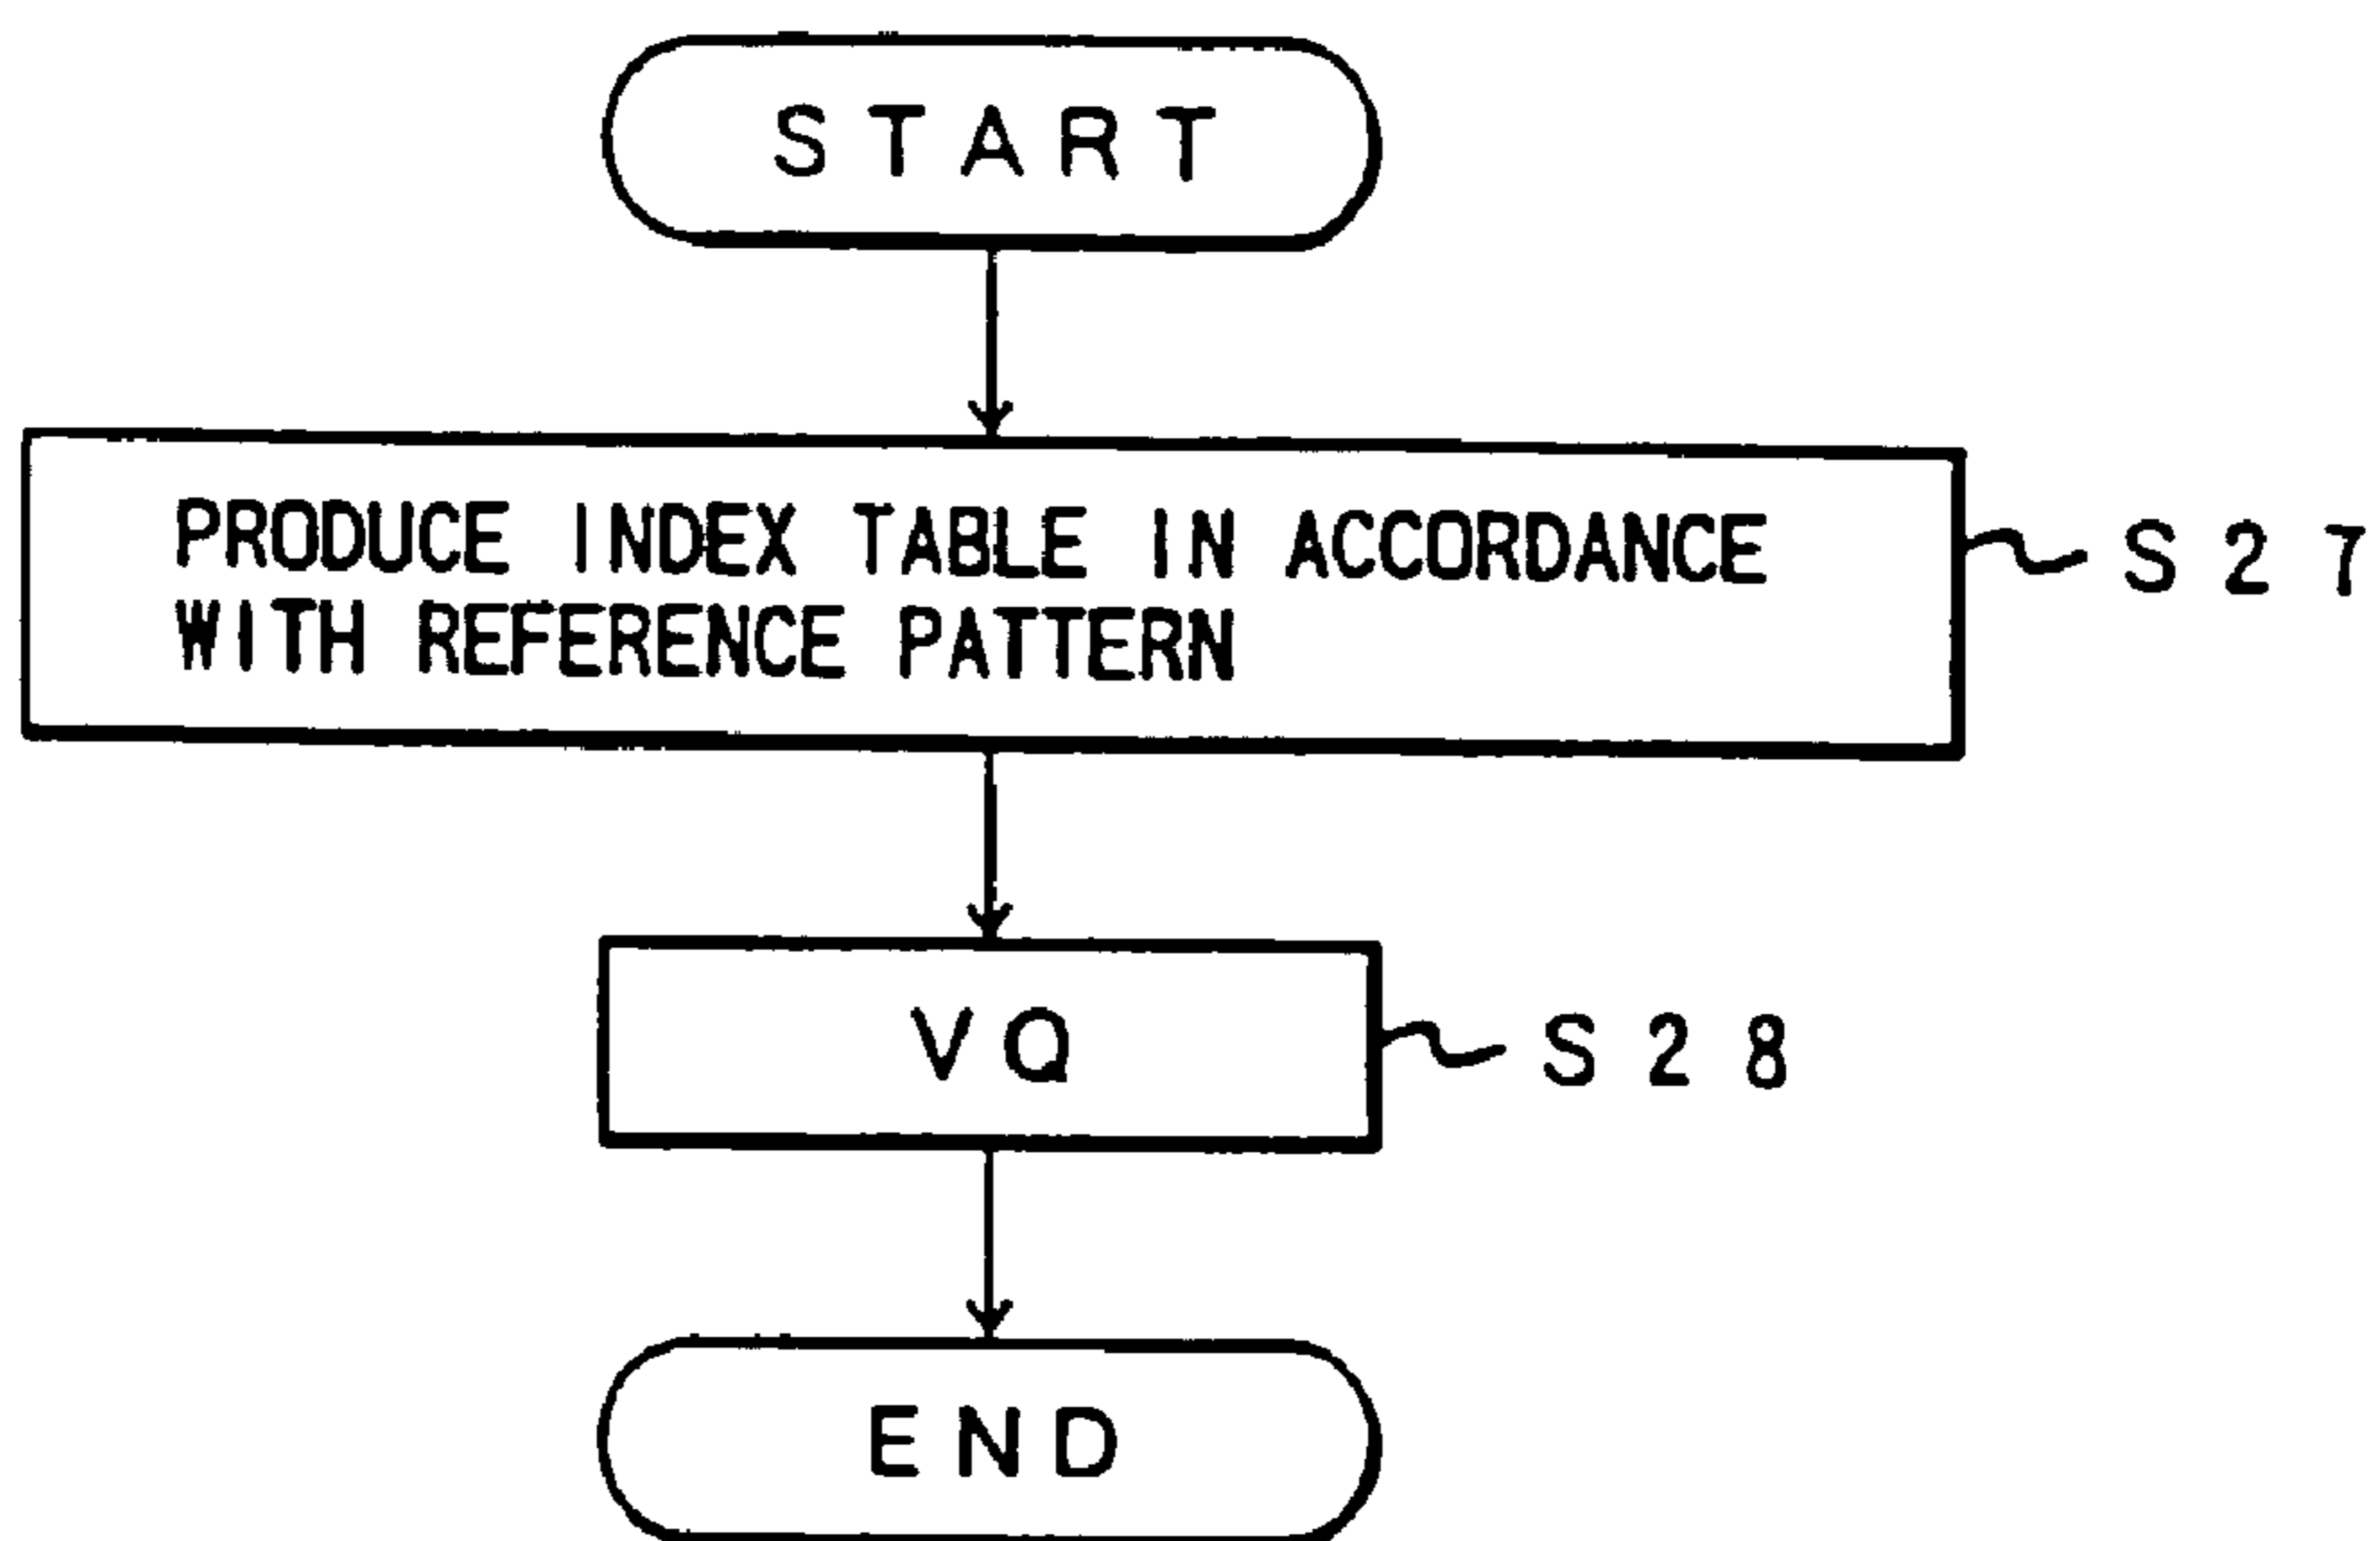 START
PRODUCE INDEX TABLE IN ACCORDANCE
WITH REFERENCE PATTERN
S27
VQ
S28
END